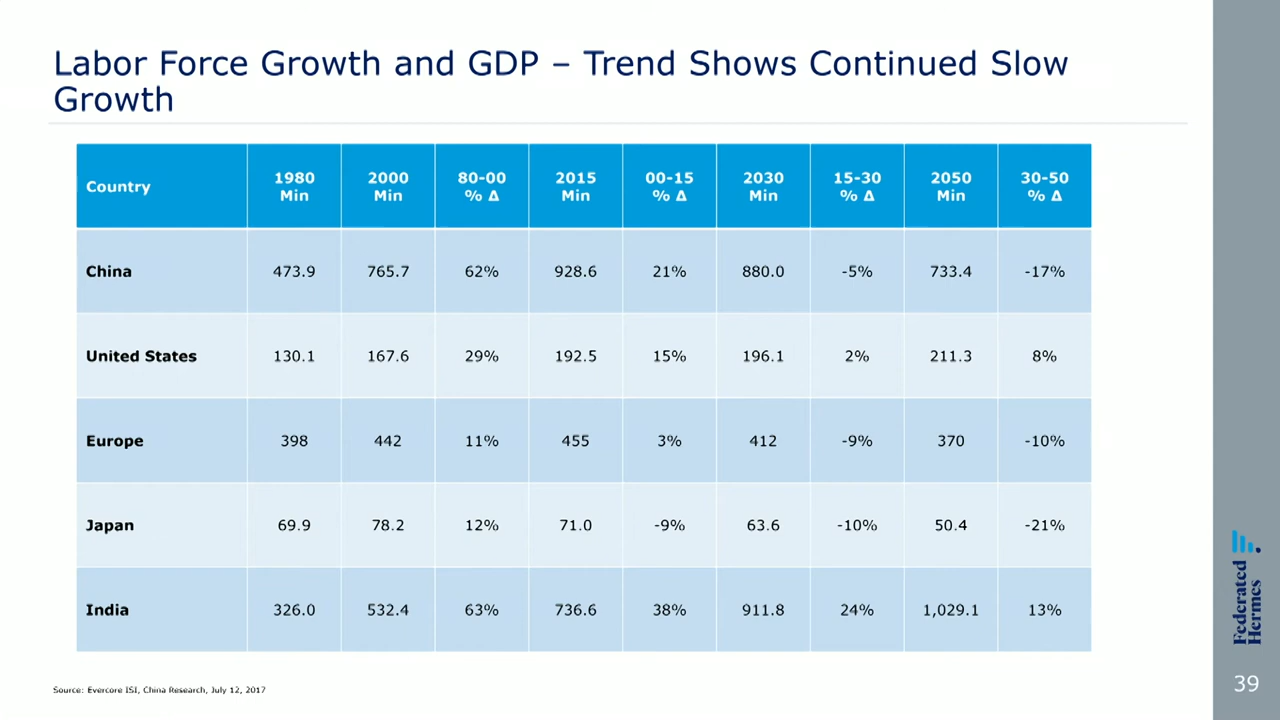 Labor Force Growth and GDP – Trend Shows Continued Slow
Growth
Country 1980 Min 2000 Min 80-00 % Δ 2015 Min 00-15 % Δ 2030 Min 15-30 % Δ 2050 Min 30-50 % Δ
China 473.9 765.7 62% 928.6 21% 880.0 -5% 733.4 -17%
United States 130.1 167.6 29% 192.5 15% 196.1 2% 211.3 8%
Europe 398 442 11% 455 3% 412 -9% 370 -10%
Japan 69.9 78.2 12% 71.0 -9% 63.6 -10% 50.4 -21%
India 326.0 532.4 63% 736.6 38% 911.8 24% 1,029.1 13%
Source: Evercore ISI, China Research, July 12, 2017
Federated
Hermes
39